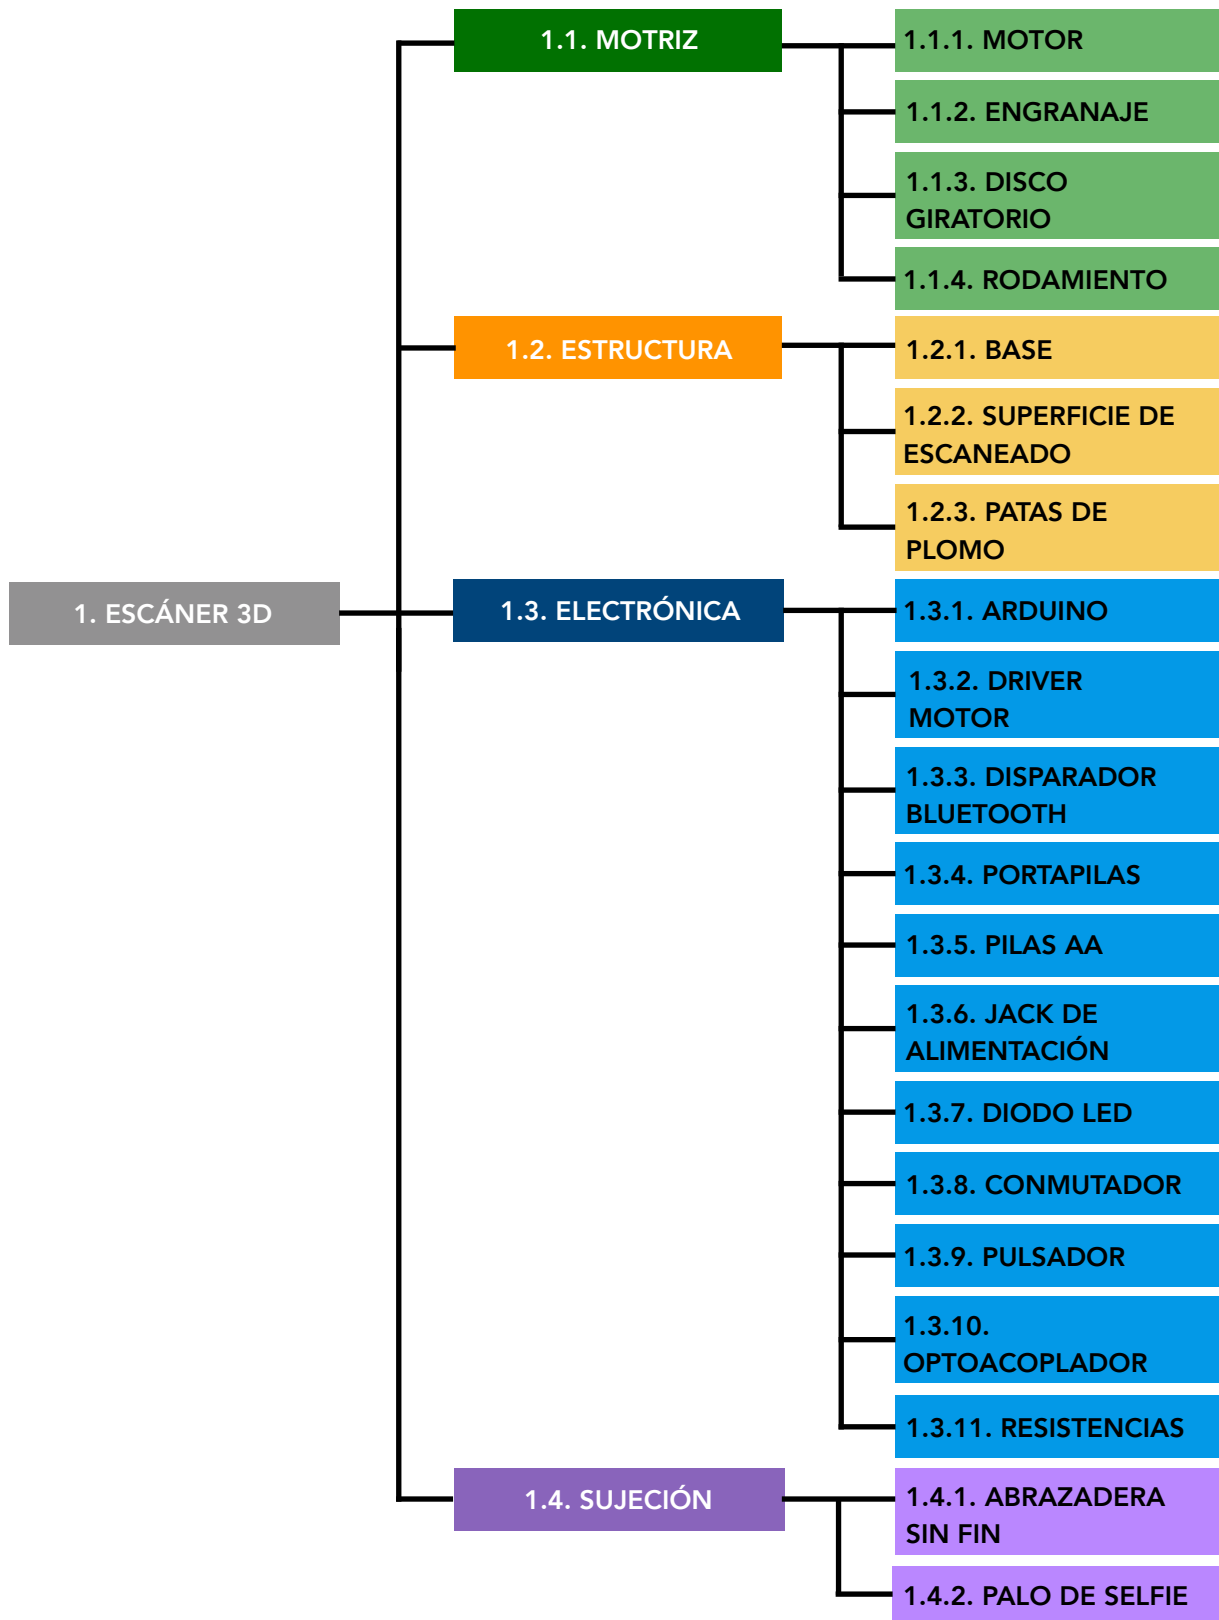 1.1. MOTRIZ
1.1.1. MOTOR
1.1.2. ENGRANAJE
1.1.3. DISCO
GIRATORIO
1.1.4. RODAMIENTO
1.2. ESTRUCTURA
1.2.1. BASE
1.2.2. SUPERFICIE DE
ESCANEADO
1.2.3. PATAS DE
PLOMO
1. ESCÁNER 3D
1.3. ELECTRÓNICA
1.3.1. ARDUINO
1.3.2. DRIVER
MOTOR
1.3.3. DISPARADOR
BLUETOOTH
1.3.4. PORTAPILAS
1.3.5. PILAS AA
1.3.6. JACK DE
ALIMENTACIÓN
1.3.7. DIODO LED
1.3.8. CONMUTADOR
1.3.9. PULSADOR
1.3.10.
OPTOACOPLADOR
1.3.11. RESISTENCIAS
1.4. SUJECIÓN
1.4.1. ABRAZADERA
SIN FIN
1.4.2. PALO DE SELFIE